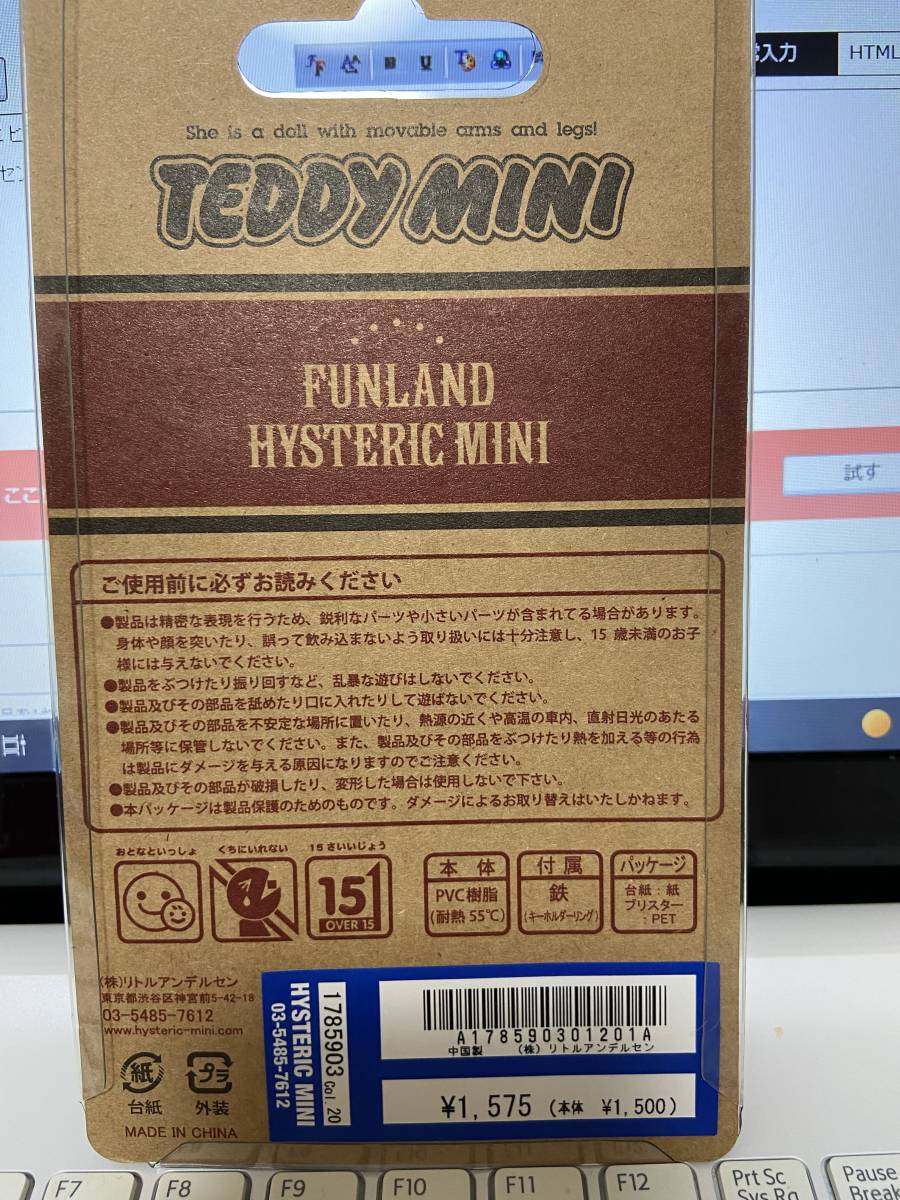 常入力
HTML
She is a doll with movable arms and legs!
TEDDY MINI
FUNLAND
HYSTERIC MINI
ここ
試す
ご使用前に必ずお読みください
●製品は精密な表現を行うため、鋭利なパーツや小さいパーツが含まれてる場合があります。
身体や顔を突いたり、誤って飲み込まないよう取り扱いには十分注意し、15 歳未満のお子
様には与えないでください。
●製品をぶつけたり振り回すなど、乱暴な遊びはしないでください。
●製品及びその部品を舐めたり口に入れたりして遊ばないでください。
●製品及びその部品を不安定な場所に置いたり、熱源の近くや高温の車内、直射日光のあたる
場所等に保管しないでください。また、製品及びその部品をぶつけたり熱を加える等の行為
は製品にダメージを与える原因になりますのでご注意ください。
●製品及びその部品が破損したり、変形した場合は使用しないで下さい。
●本パッケージは製品保護のためのものです。ダメージによるお取り替えはいたしかねます。
おとなといっしょ
くちにいれない
15さいいじょう
15
OVER 15
本体
PVC樹脂
(耐熱 55℃)
付属
鉄
(キーホルダーリング)
パッケージ
台紙：紙
ブリスター
：PET
(株)リトルアンデルセン
東京都渋谷区神宮前5-42-18
03-5485-7612
www.hysteric-mini.com
紙
台紙
プラ
外装
MADE IN CHINA
HYSTERIC MINI
03-5485-7612
1785903 Col. 20
A178590301201A
中国製 (株) リトルアンデルセン
¥1,575 (本体 ¥1,500)
F7
F8
F9
F10
F11
F12
Prt Sc
Pause
Break